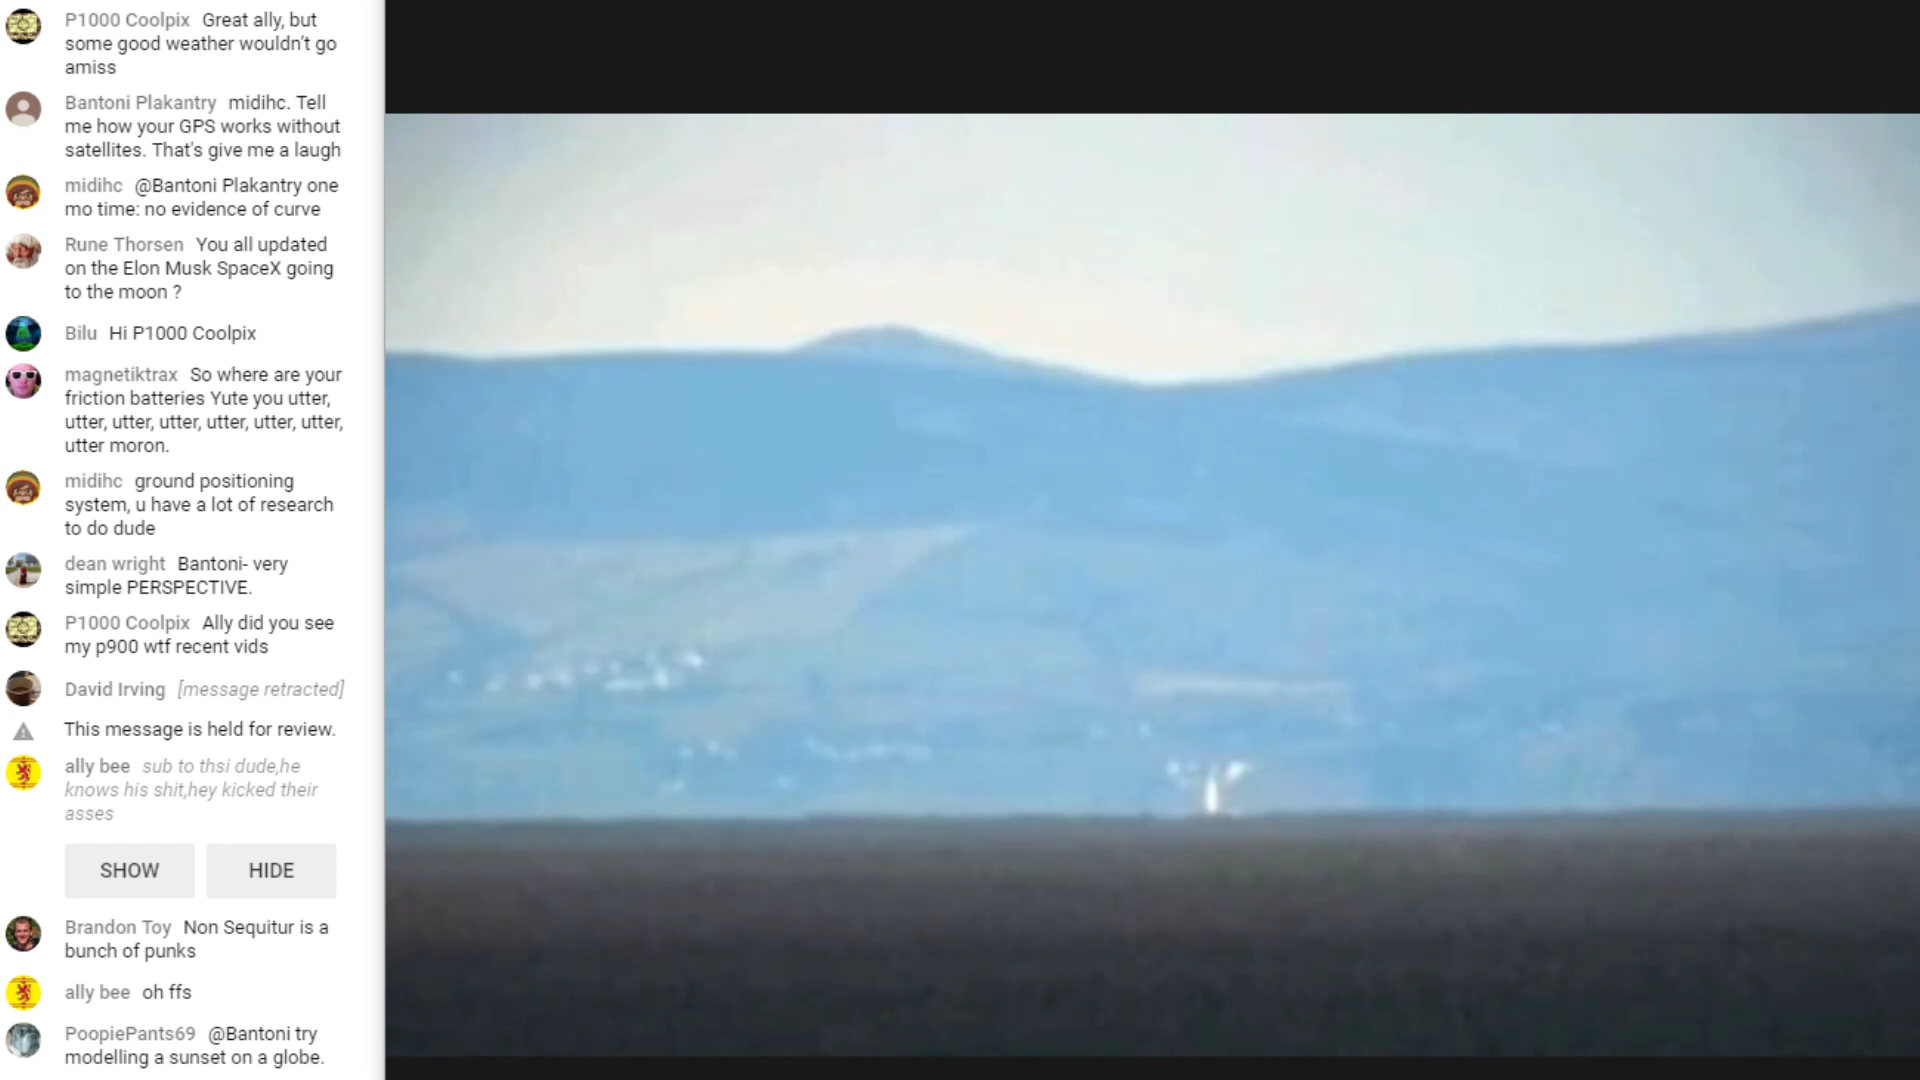 P1000 Coolpix Great ally, but
some good weather wouldn't go
amiss
Bantoni Plakantry midihc. Tell
me how your GPS works without
satellites. That's give me a laugh
midihc @Bantoni Plakantry one
mo time: no evidence of curve
Rune Thorsen You all updated
on the Elon Musk SpaceX going
to the moon ?
Bilu Hi P1000 Coolpix
magnetiktrax So where are your
friction batteries Yute you utter,
utter, utter, utter, utter, utter, utter,
utter moron.
midihc ground positioning
system, u have a lot of research
to do dude
dean wright Bantoni- very
simple PERSPECTIVE.
P1000 Coolpix Ally did you see
my p900 wtf recent vids
David Irving [message retracted]
This message is held for review.
ally bee sub to thsi dude,he
knows his shit,hey kicked their
asses
SHOW HIDE
Brandon Toy Non Sequitur is a
bunch of punks
ally bee oh ffs
PoopiePants69 @Bantoni try
modelling a sunset on a globe.